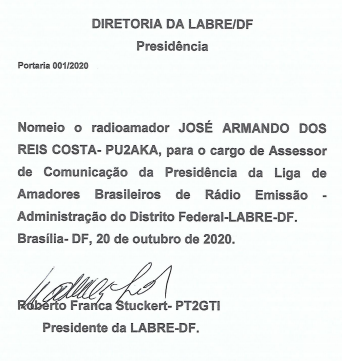 DIRETORIA DA LABRE/DF
Presidência
Portaria 001/2020
Nomeio o radioamador JOSÉ ARMANDO DOS
REIS COSTA- PU2AKA, para o cargo de Assessor
de Comunicação da Presidência da Liga de
Amadores Brasileiros de Rádio Emissão -
Administração do Distrito Federal-LABRE-DF.
Brasília- DF, 20 de outubro de 2020.
Roberto Franca Stuckert- PT2GTI
Presidente da LABRE-DF.